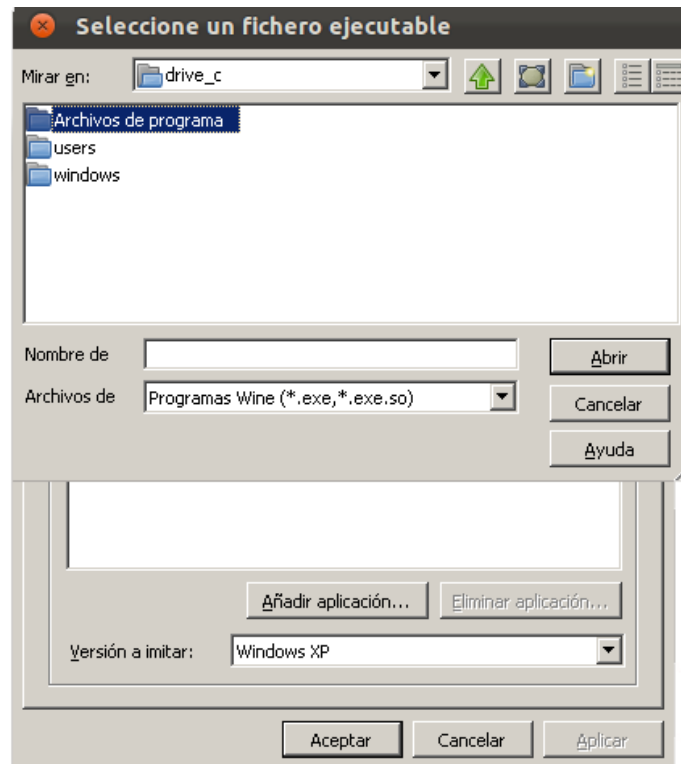 Seleccione un fichero ejecutable
Mirar en: drive_c
Archivos de programa
users
windows
Nombre de
Abrir
Archivos de Programas Wine (*.exe,*.exe.so)
Cancelar
Ayuda
Añadir aplicación... Eliminar aplicación...
Versión a imitar: Windows XP
Aceptar Cancelar Aplicar